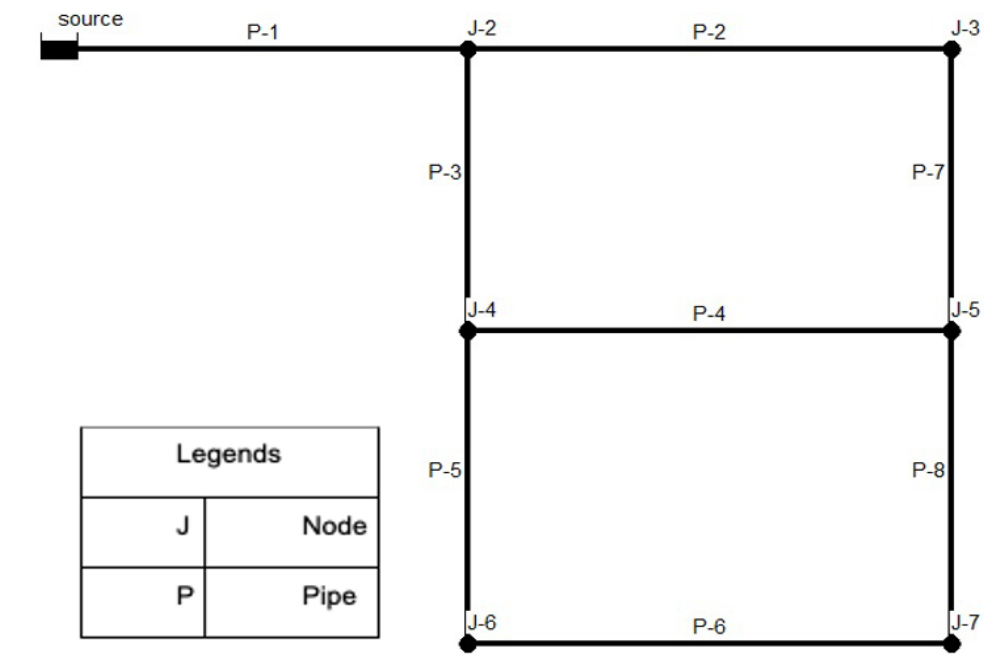 source
P-1
J-2
P-2
J-3
P-3
P-7
J-4
P-4
J-5
Legends
J Node
P Pipe
P-5
P-8
J-6
P-6
J-7